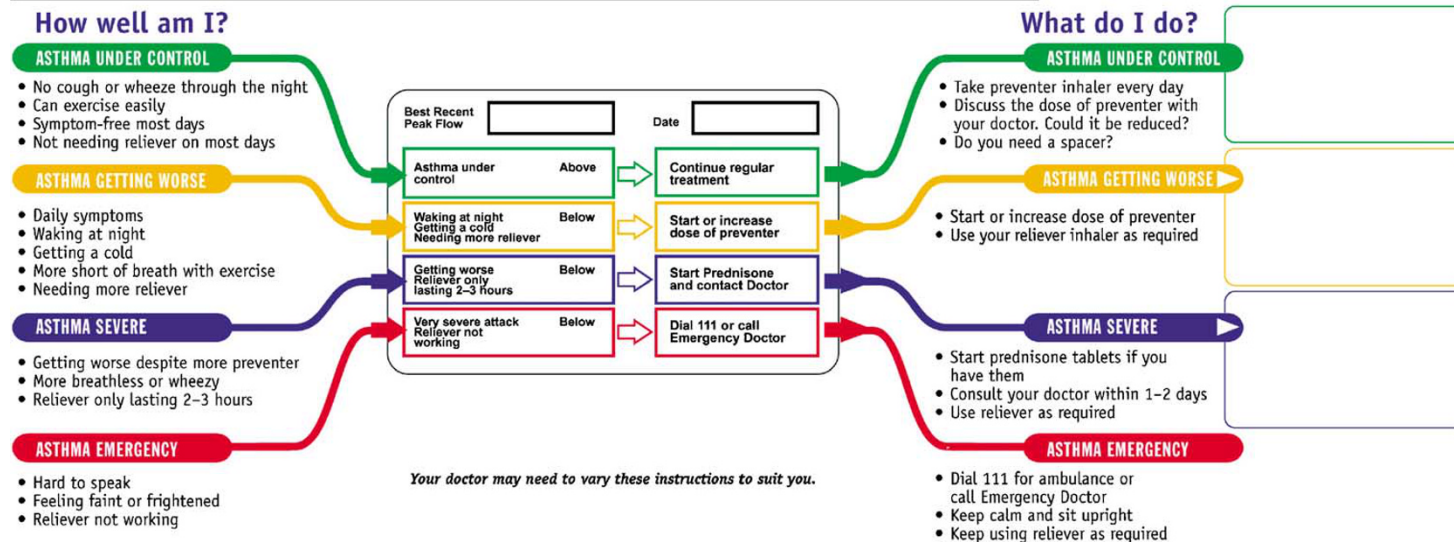 How well am I?
ASTHMA UNDER CONTROL
• No cough or wheeze through the night
• Can exercise easily
• Symptom-free most days
• Not needing reliever on most days
ASTHMA GETTING WORSE
• Daily symptoms
• Waking at night
• Getting a cold
• More short of breath with exercise
• Needing more reliever
ASTHMA SEVERE
• Getting worse despite more preventer
• More breathless or wheezy
• Reliever only lasting 2–3 hours
ASTHMA EMERGENCY
• Hard to speak
• Feeling faint or frightened
• Reliever not working
Best Recent
Peak Flow
Date
Asthma under
control
Above
Continue regular
treatment
Waking at night
Getting a cold
Needing more reliever
Below
Start or increase
dose of preventer
Getting worse
Reliever only
lasting 2–3 hours
Below
Start Prednisone
and contact Doctor
Very severe attack
Reliever not
working
Below
Dial 111 or call
Emergency Doctor
Your doctor may need to vary these instructions to suit you.
What do I do?
ASTHMA UNDER CONTROL
• Take preventer inhaler every day
• Discuss the dose of preventer with
your doctor. Could it be reduced?
• Do you need a spacer?
ASTHMA GETTING WORSE
• Start or increase dose of preventer
• Use your reliever inhaler as required
ASTHMA SEVERE
• Start prednisone tablets if you
have them
• Consult your doctor within 1–2 days
• Use reliever as required
ASTHMA EMERGENCY
• Dial 111 for ambulance or
call Emergency Doctor
• Keep calm and sit upright
• Keep using reliever as required